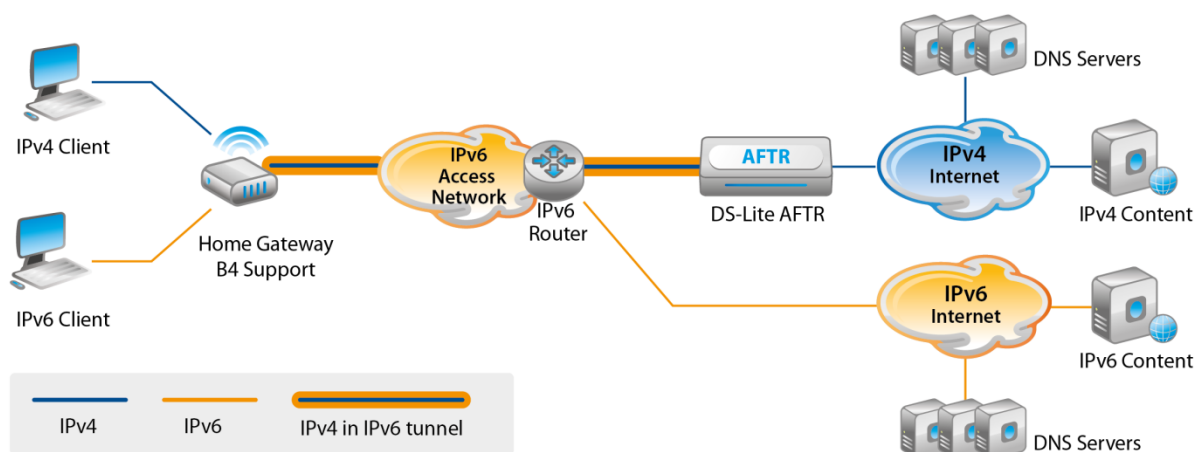 DNS Servers
IPv4 Client
IPv6
Access
Network
AFTR
IPv4
Internet
IPv6
Router
DS-Lite AFTR
IPv4 Content
Home Gateway
B4 Support
IPv6 Client
IPv6
Internet
IPv6 Content
IPv4
IPv6
IPv4 in IPv6 tunnel
DNS Servers